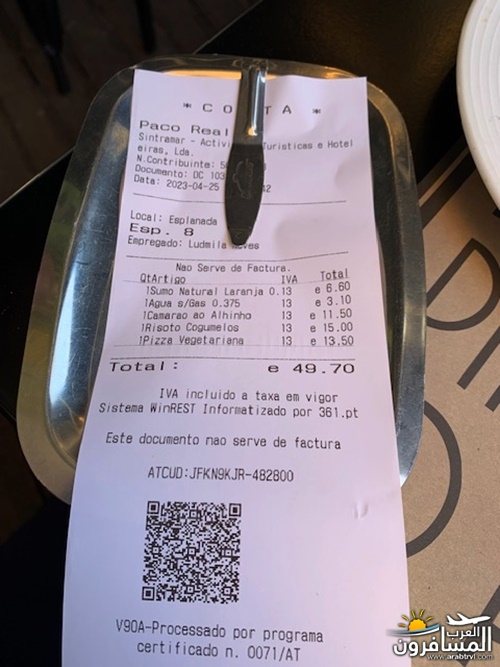 * C O TA *
Paco Real
Sintramar - Activi Turisticas e Hotel
eiras, Lda.
N.Contribuinte: 5
Documento: DC 103
Data: 2023-04-25 42
Local: Esplanada
Esp. 8
Empregado: Ludmila
Nao Serve de Factura.
QtArtigo IVA Total
1Sumo Natural Laranja 0.13 e 6.60
1Agua s/Gas 0.375 13 e 3.10
1Camarao ao Alhinho 13 e 11.50
1Risoto Cogumelos 13 e 15.00
1Pizza Vegetariana 13 e 13.50
Total: e 49.70
IVA incluido a taxa em vigor
Sistema WinREST Informatizado por 361.pt
Este documento nao serve de factura
ATCUD:JFKN9KJR-482800
V90A-Processado por programa
certificado n. 0071/AT
العرب
المسافرون
www.arabtrvl.com